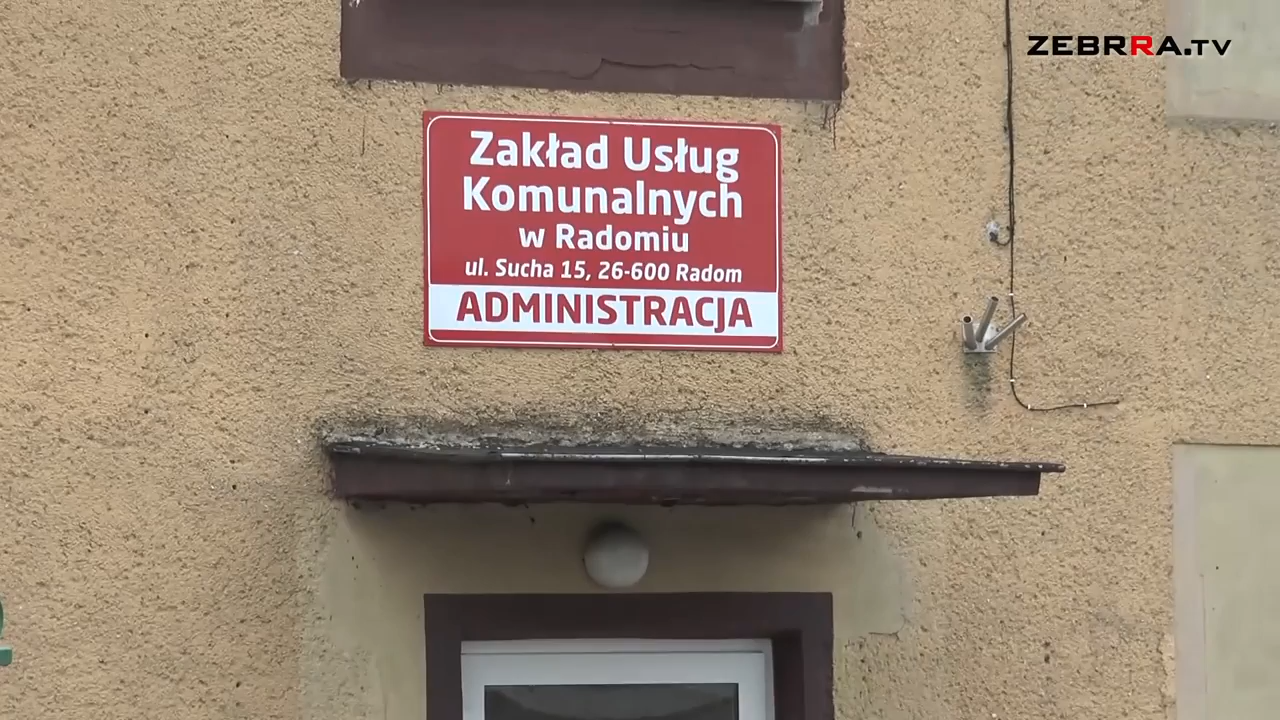 ZEBRRA.TV
Zakład Usług
Komunalnych
w Radomiu
ul. Sucha 15, 26-600 Radom
ADMINISTRACJA